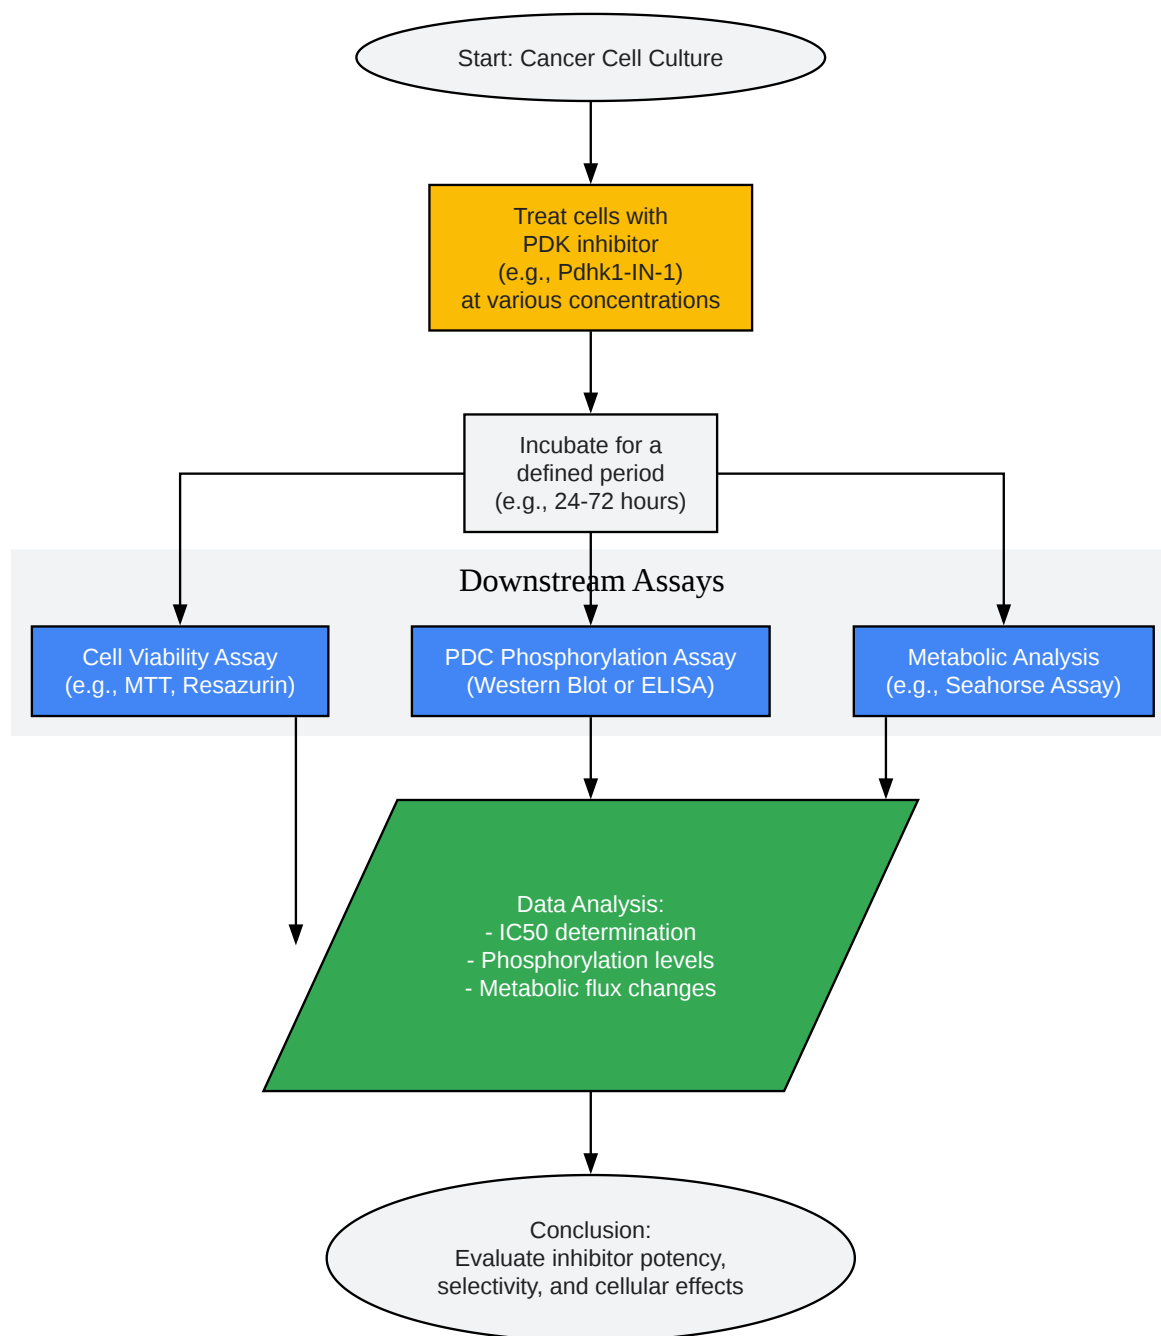 Start: Cancer Cell Culture
Treat cells with
PDK inhibitor
(e.g., Pdhk1-IN-1)
at various concentrations
Incubate for a
defined period
(e.g., 24-72 hours)
Downstream Assays
Cell Viability Assay
(e.g., MTT, Resazurin)
PDC Phosphorylation Assay
(Western Blot or ELISA)
Metabolic Analysis
(e.g., Seahorse Assay)
Data Analysis:
- IC50 determination
- Phosphorylation levels
- Metabolic flux changes
Conclusion:
Evaluate inhibitor potency,
selectivity, and cellular effects